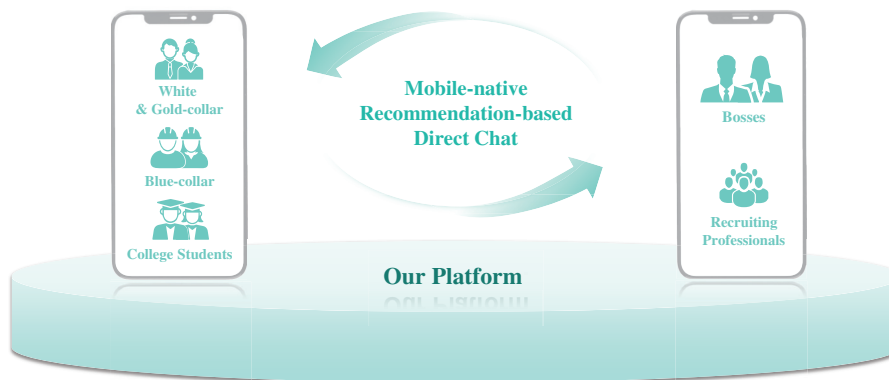 White
& Gold-collar
Blue-collar
College Students
Mobile-native
Recommendation-based
Direct Chat
Bosses
Recruiting
Professionals
Our Platform